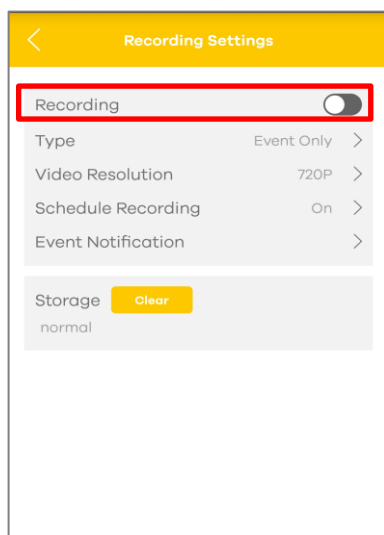 Recording Settings
Recording
Type Event Only
Video Resolution 720P
Schedule Recording On
Event Notification
Storage Clear
normal